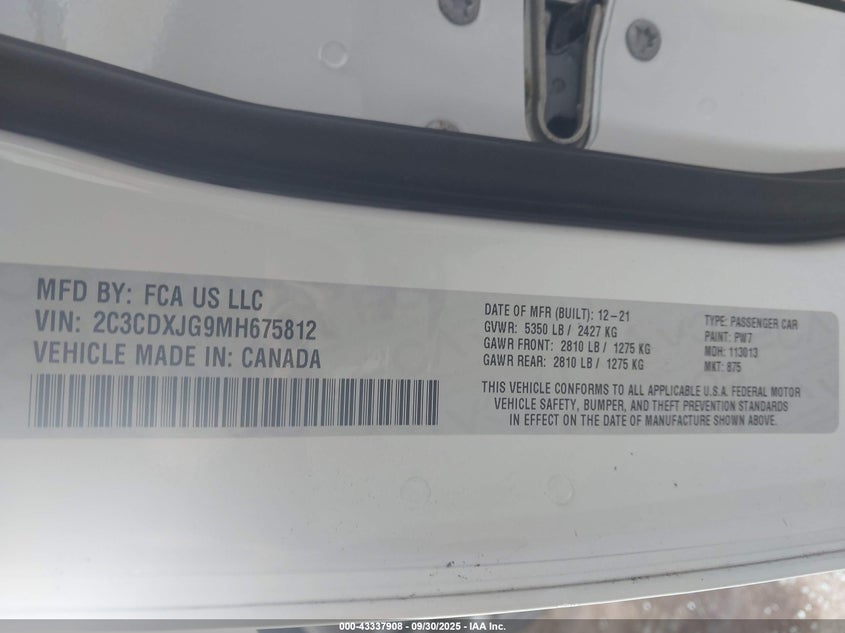 MFD BY: FCA US LLC
VIN: 2C3CDXJG9MH675812
VEHICLE MADE IN: CANADA
DATE OF MFR (BUILT): 12-21
GVWR: 5350 LB / 2427 KG
GAWR FRONT: 2810 LB / 1275 KG
GAWR REAR: 2810 LB / 1275 KG
TYPE: PASSENGER CAR
PAINT: PW7
MDH: 113013
MKT: 875
THIS VEHICLE CONFORMS TO ALL APPLICABLE U.S.A. FEDERAL MOTOR
VEHICLE SAFETY, BUMPER, AND THEFT PREVENTION STANDARDS
IN EFFECT ON THE DATE OF MANUFACTURE SHOWN ABOVE.
000-43337908 - 09/30/2025 - IAA Inc.